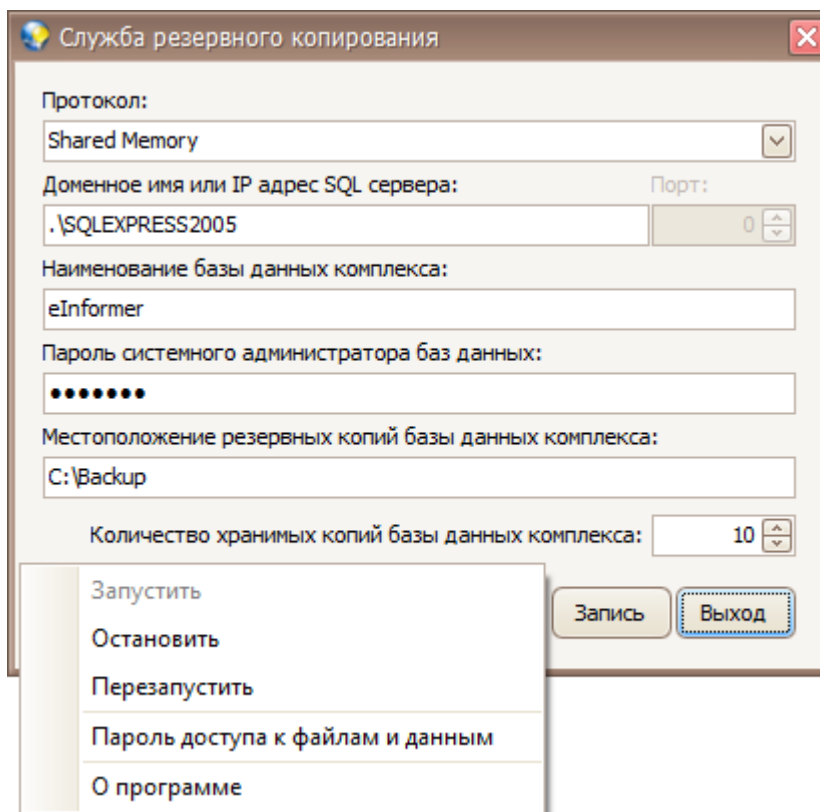 Служба резервного копирования
Протокол:
Shared Memory
Доменное имя или IP адрес SQL сервера: Порт:
.\SQLEXPRESS2005 0
Наименование базы данных комплекса:
eInformer
Пароль системного администратора баз данных:
●●●●●●●
Местоположение резервных копий базы данных комплекса:
C:\Backup
Количество хранимых копий базы данных комплекса: 10
Запустить
Запись Выход
Остановить
Перезапустить
Пароль доступа к файлам и данным
О программе